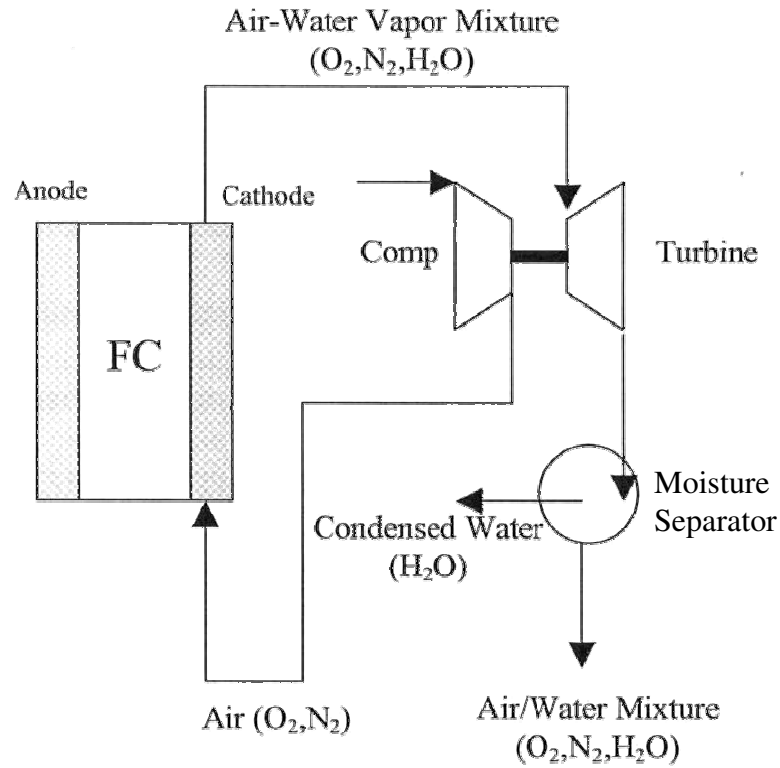 Air-Water Vapor Mixture
(O₂,N₂,H₂O)
Anode
Cathode
Comp
Turbine
FC
Moisture
Separator
Condensed Water
(H₂O)
Air (O₂,N₂)
Air/Water Mixture
(O₂,N₂,H₂O)